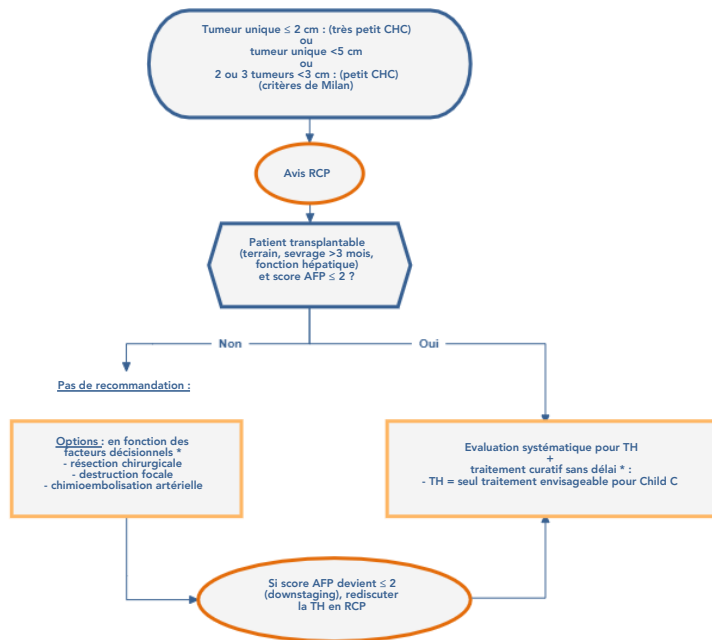 Tumeur unique ≤ 2 cm : (très petit CHC)
ou
tumeur unique <5 cm
ou
2 ou 3 tumeurs <3 cm : (petit CHC)
(critères de Milan)
Avis RCP
Patient transplantable
(terrain, sevrage >3 mois,
fonction hépatique)
et score AFP ≤ 2 ?
Non
Oui
Pas de recommandation :
Options : en fonction des
facteurs décisionnels *
- résection chirurgicale
- destruction focale
- chimioembolisation artérielle
Evaluation systématique pour TH
+
traitement curatif sans délai * :
- TH = seul traitement envisageable pour Child C
Si score AFP devient ≤ 2
(downstaging), rediscuter
la TH en RCP